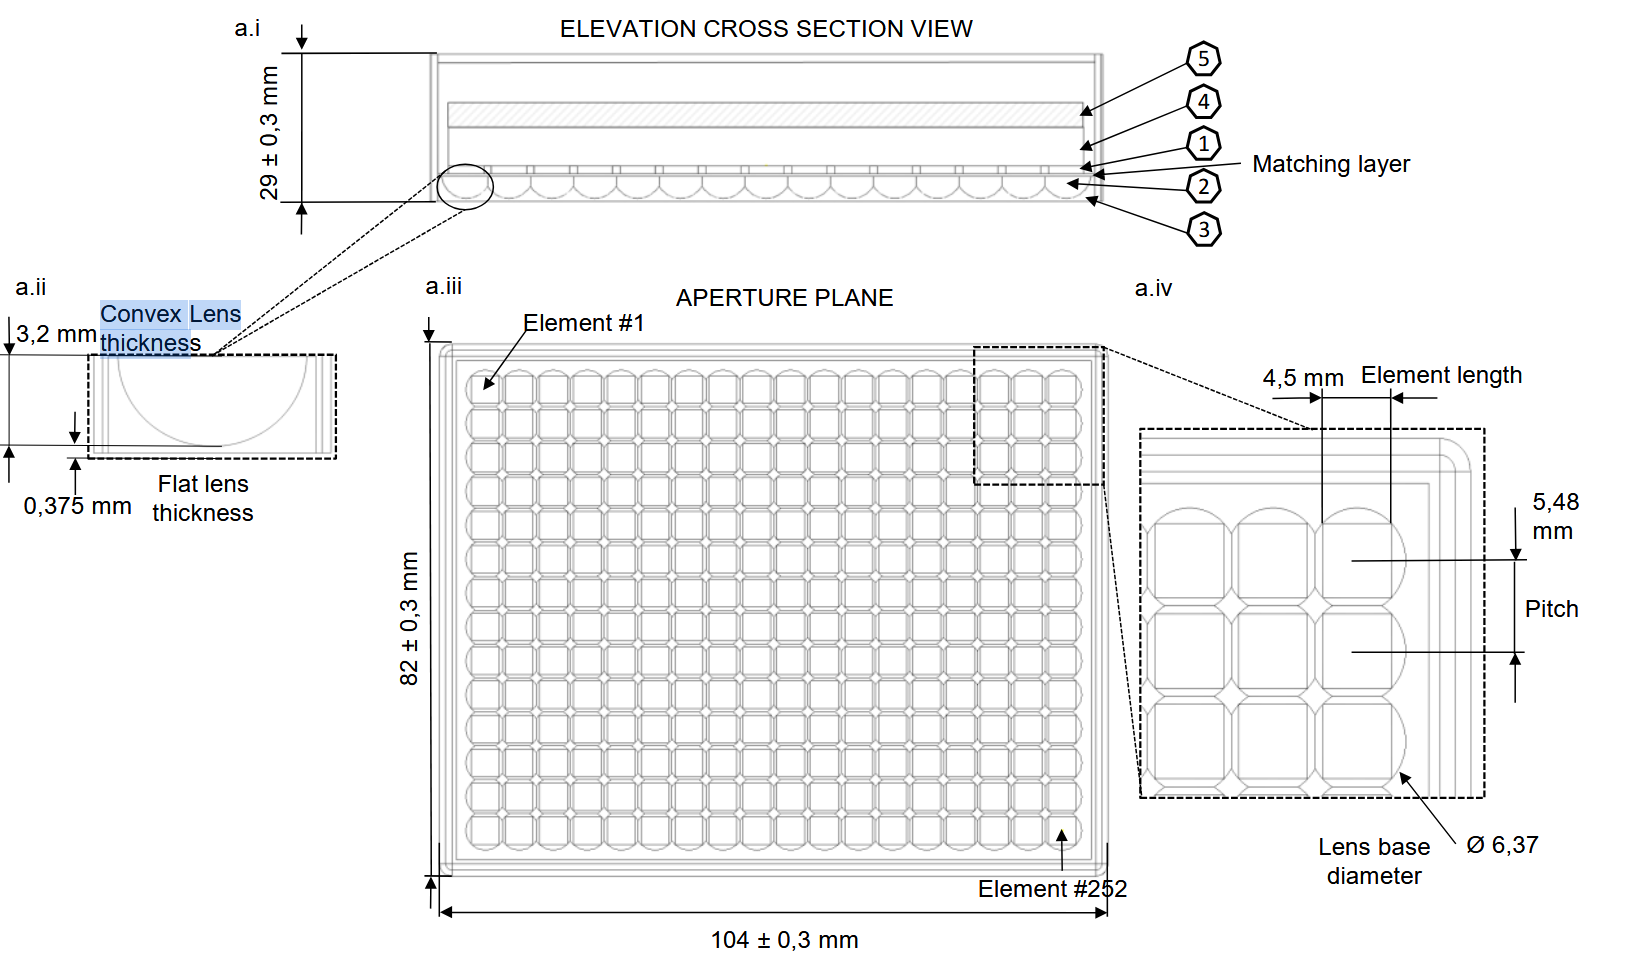 a.i
ELEVATION CROSS SECTION VIEW
29 ± 0,3 mm
5
4
1
Matching layer
2
3
a.ii
Convex Lens
thickness
3,2 mm
0,375 mm
Flat lens
thickness
a.iii
APERTURE PLANE
Element #1
82 ± 0,3 mm
Element #252
104 ± 0,3 mm
a.iv
4,5 mm
Element length
5,48
mm
Pitch
Lens base
diameter
Ø 6,37